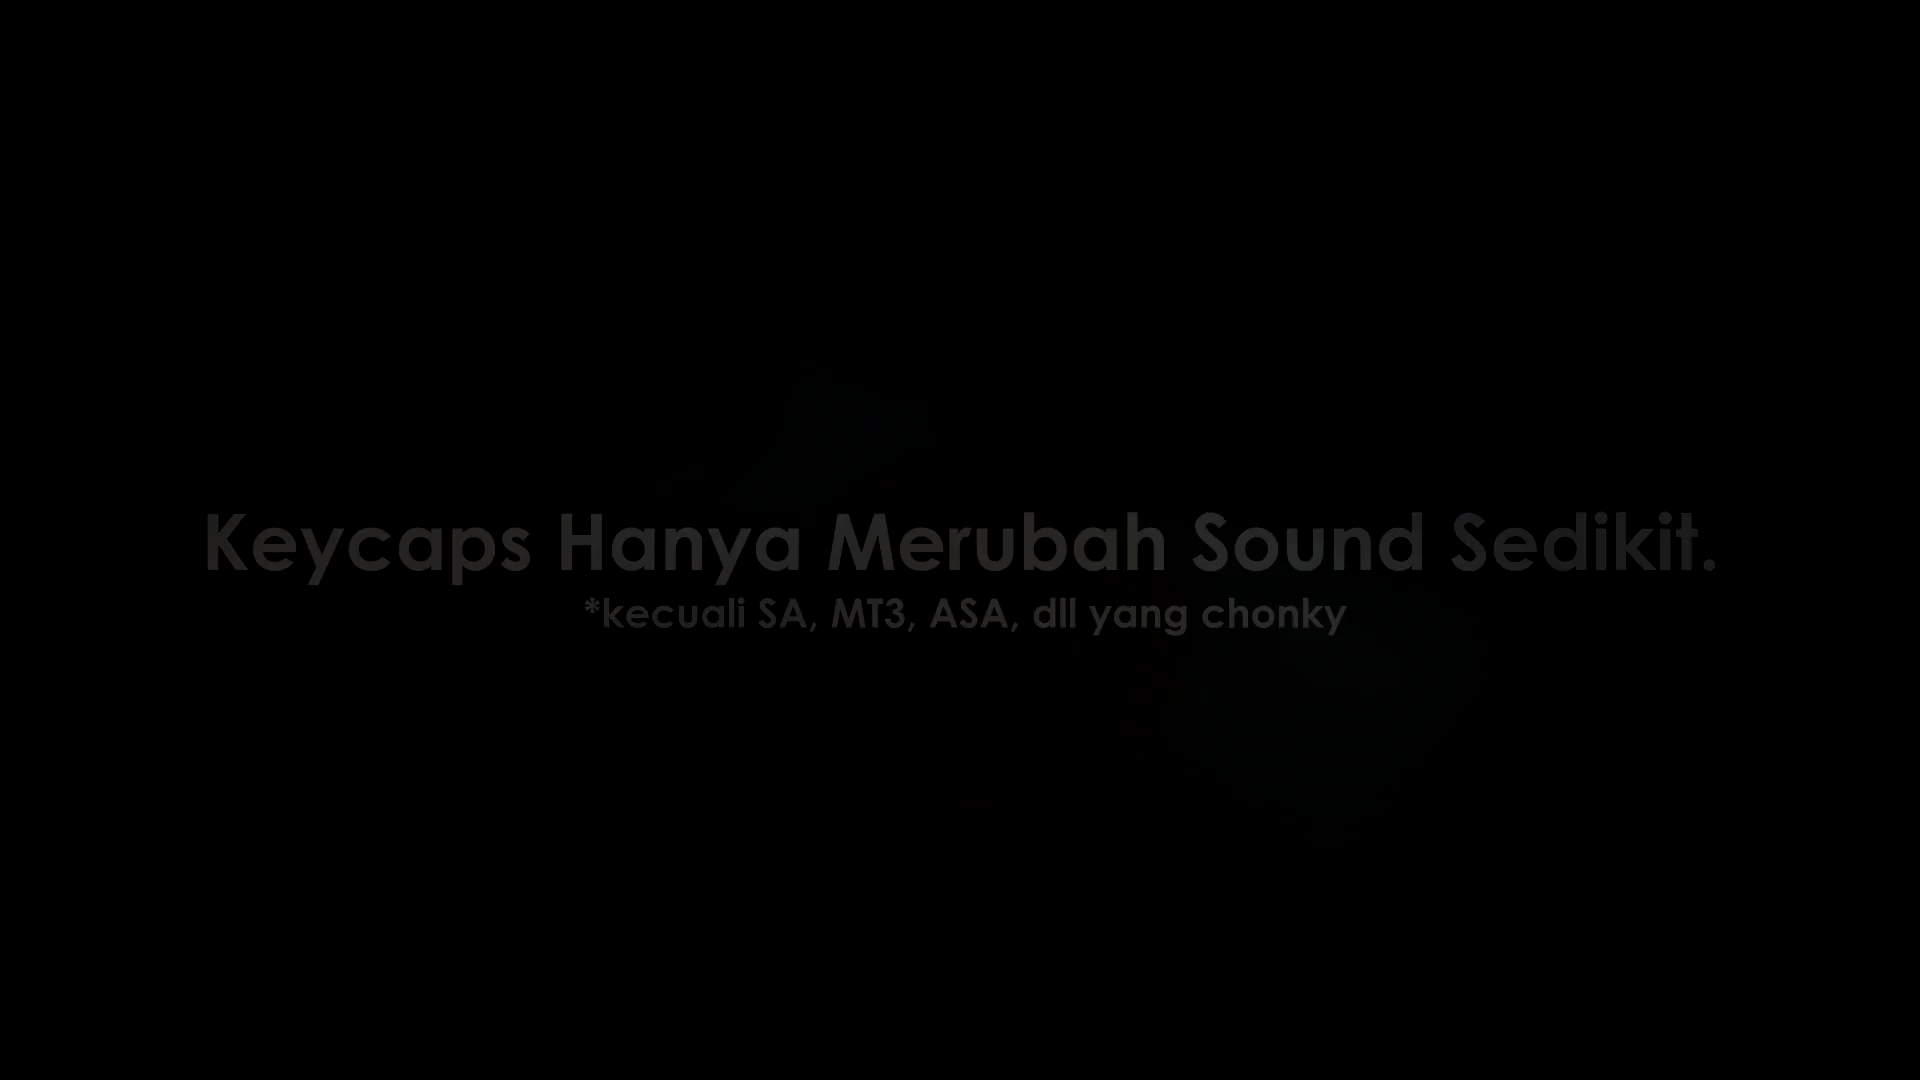 Keycaps Hanya Merubah Sound Sedikit.
*kecuali SA, MT3, ASA, dll yang chonky